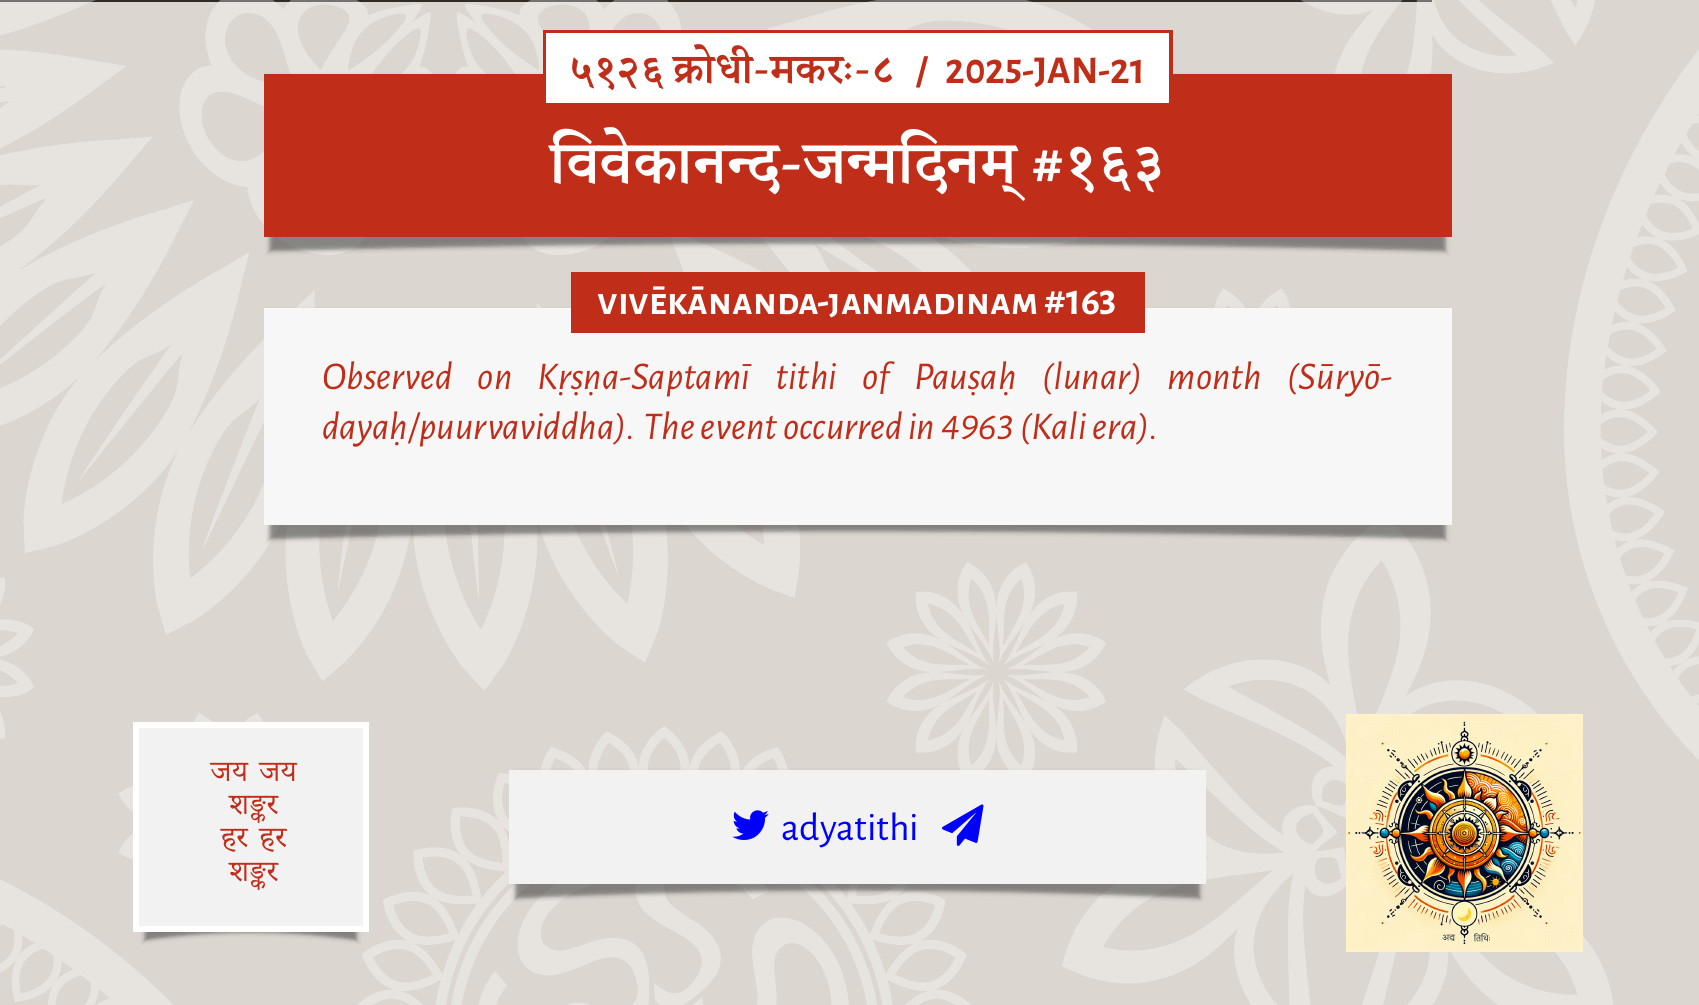 ५१२६ क्रोधी-मकरः-८ / 2025-JAN-21
विवेकानन्द-जन्मदिनम् #१६३
VIVĒKĀNANDA-JANMADINAM #163
Observed on Kṛṣṇa-Saptamī tithi of Pauṣaḥ (lunar) month (Sūryō-
dayaḥ/puurvaviddha). The event occurred in 4963 (Kali era).
जय जय
शङ्कर
हर हर
शङ्कर
adyatithi
अद्य तिथिः